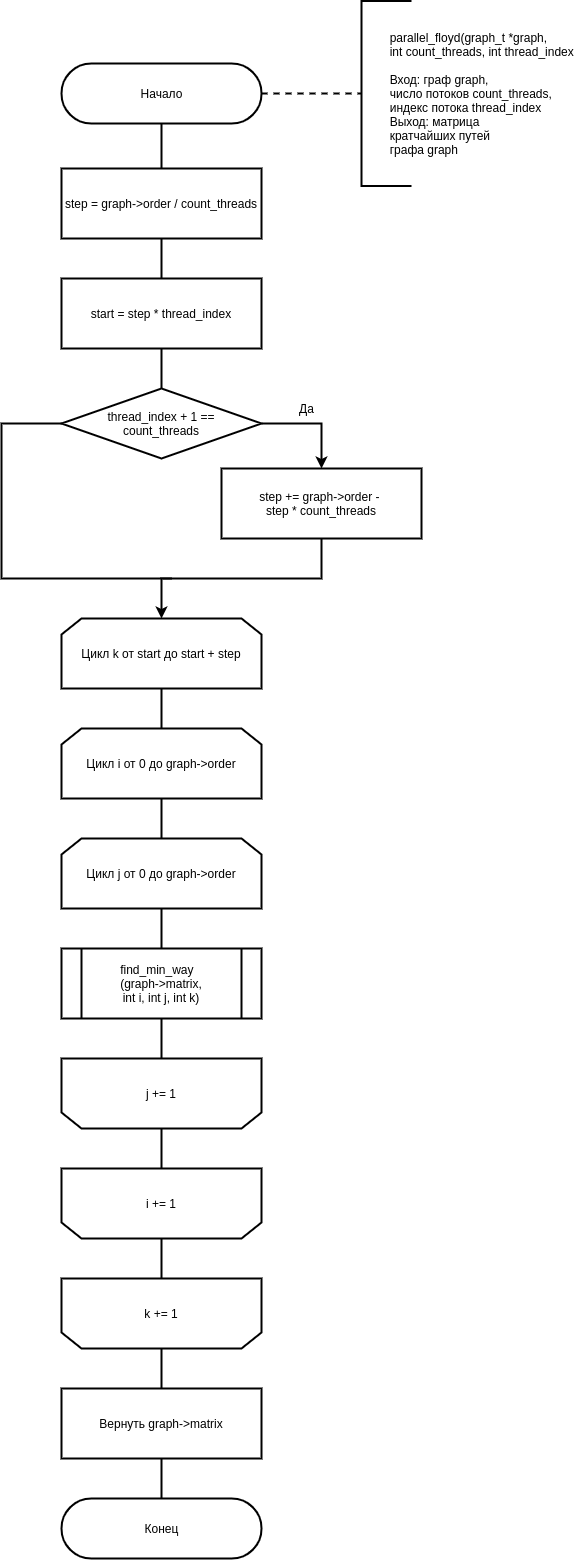 parallel_floyd(graph_t *graph,
int count_threads, int thread_index
Вход: граф graph,
число потоков count_threads,
индекс потока thread_index
Выход: матрица
кратчайших путей
графа graph
Начало
step = graph->order / count_threads
start = step * thread_index
thread_index + 1 ==
count_threads
Да
step += graph->order -
step * count_threads
Цикл k от start до start + step
Цикл i от 0 до graph->order
Цикл j от 0 до graph->order
find_min_way
(graph->matrix,
int i, int j, int k)
j += 1
i += 1
k += 1
Вернуть graph->matrix
Конец